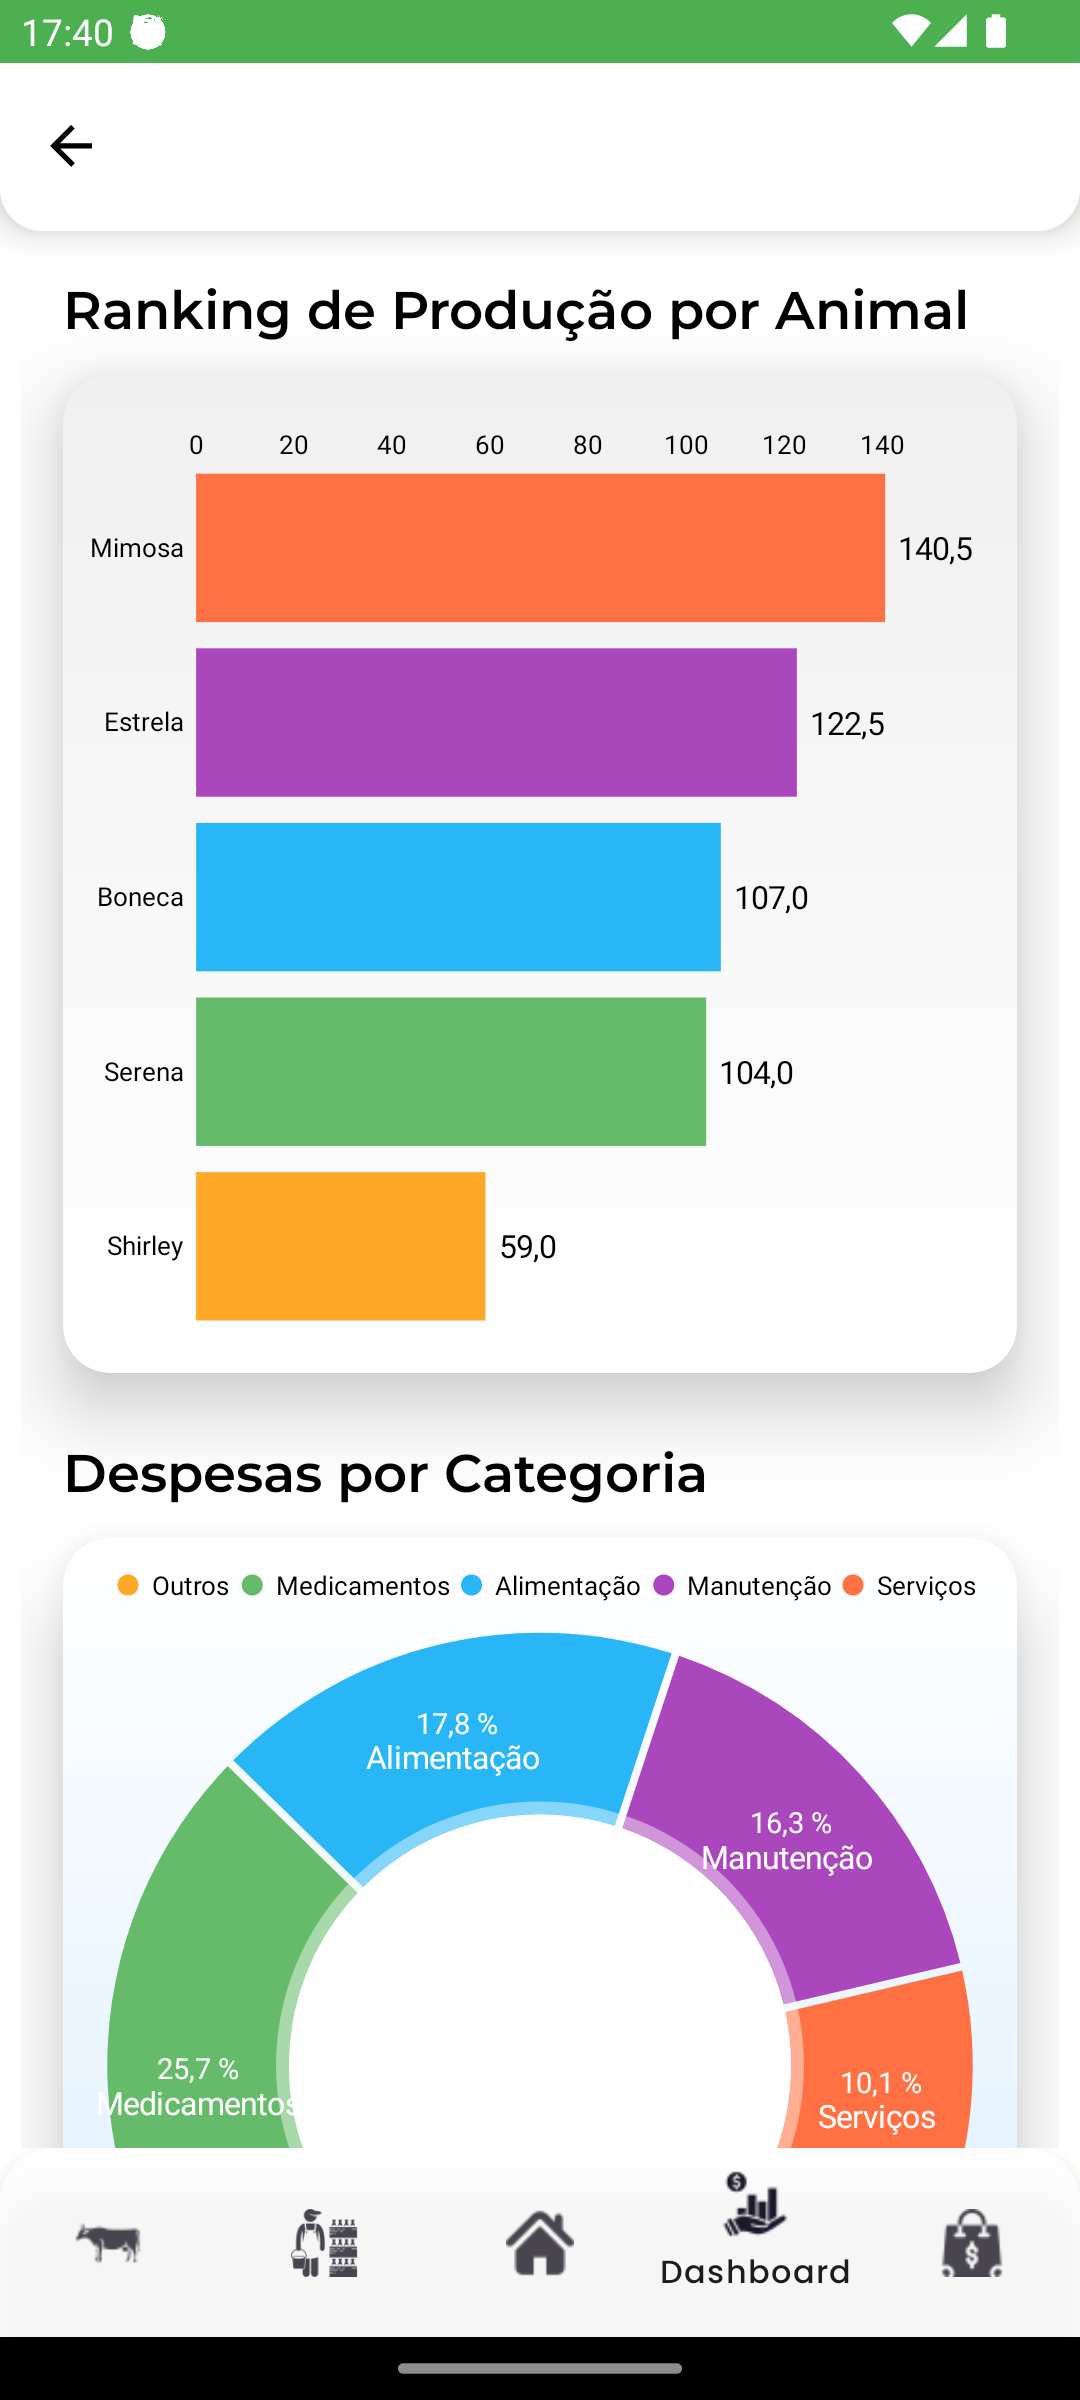 17:40
Ranking de Produção por Animal
0 20 40 60 80 100 120 140
Mimosa 140,5
Estrela 122,5
Boneca 107,0
Serena 104,0
Shirley 59,0
Despesas por Categoria
Outros Medicamentos Alimentação Manutenção Serviços
17,8 %
Alimentação
16,3 %
Manutenção
25,7 %
Medicamentos
10,1 %
Serviços
Dashboard